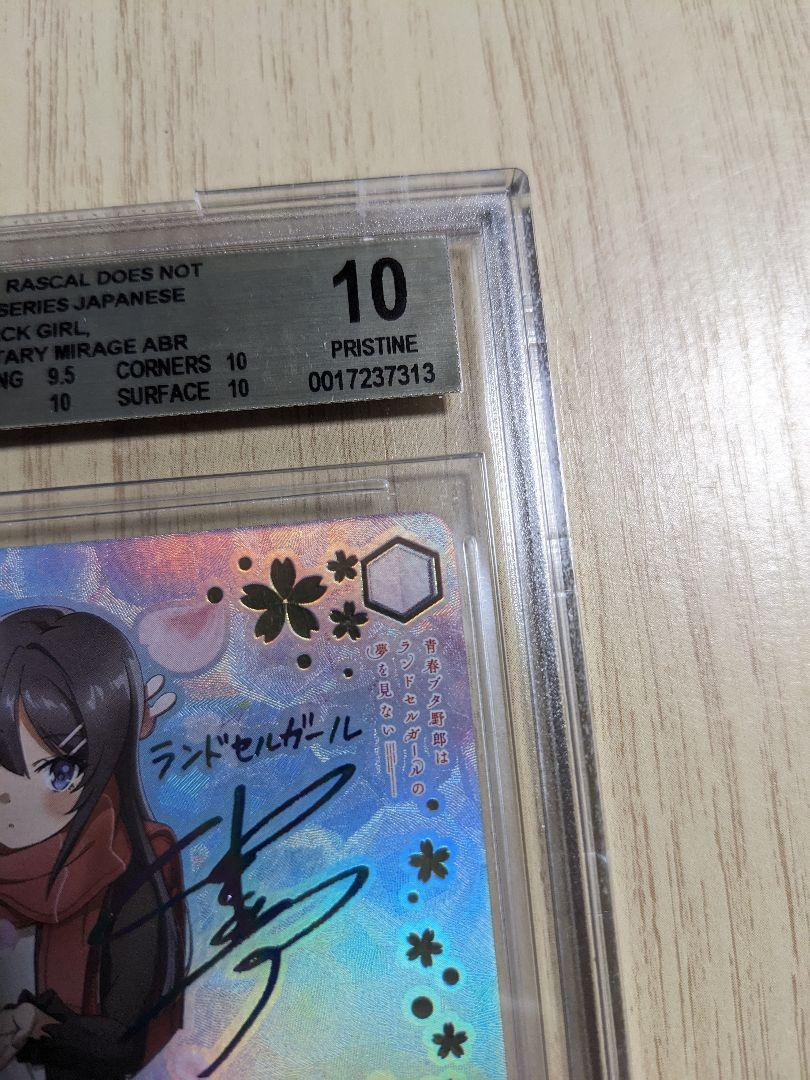 RASCAL DOES NOT
SERIES JAPANESE
CK GIRL,
TARY MIRAGE ABR
NG 9.5 CORNERS 10
10 SURFACE 10
10
PRISTINE
0017237313
青春ブタ野郎は
ランドセルガールの
夢を見ない
ランドセルガール